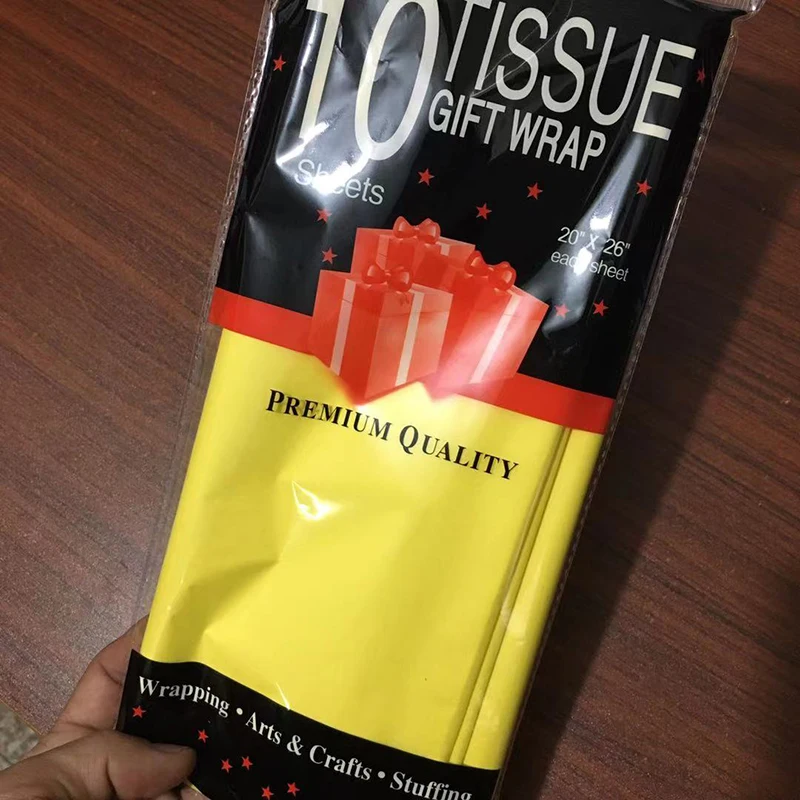 10 TISSUE
GIFT WRAP
Sheets
20" X 26"
each sheet
PREMIUM QUALITY
Wrapping • Arts & Crafts • Stuffing